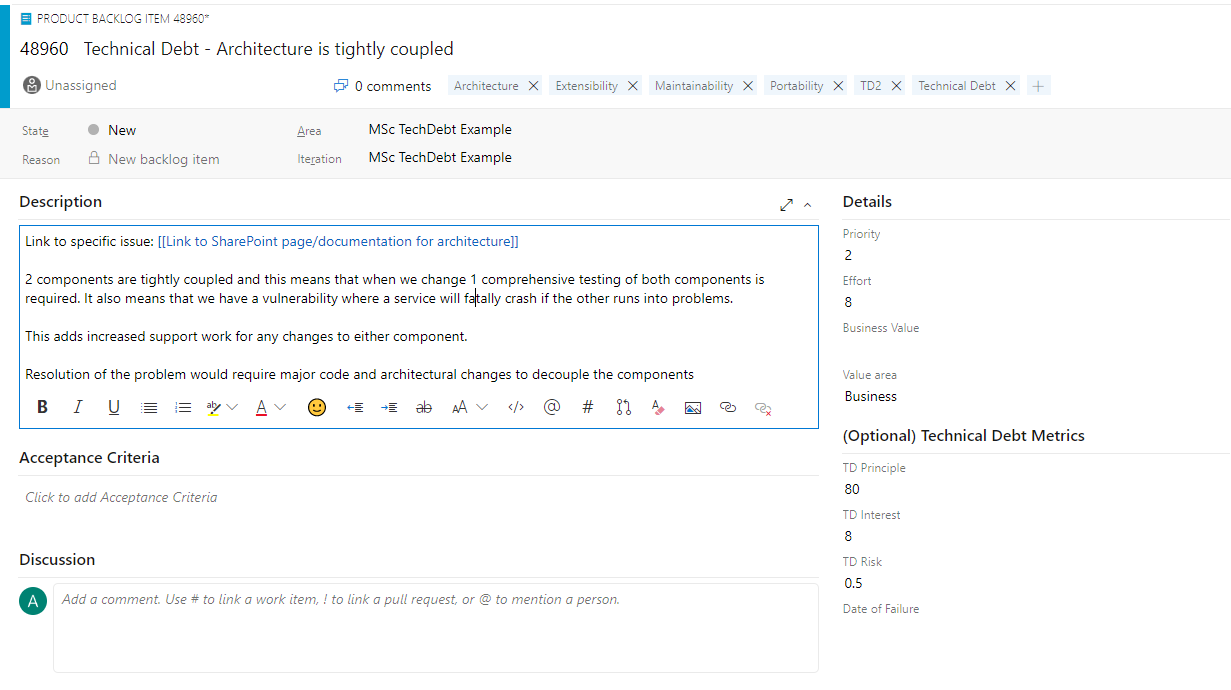 PRODUCT BACKLOG ITEM 48960*
48960 Technical Debt - Architecture is tightly coupled
Unassigned
0 comments
Architecture
Extensibility
Maintainability
Portability
TD2
Technical Debt
State
New
Area
MSc TechDebt Example
Reason
New backlog item
Iteration
MSc TechDebt Example
Description
Link to specific issue: [[Link to SharePoint page/documentation for architecture]]
2 components are tightly coupled and this means that when we change 1 comprehensive testing of both components is
required. It also means that we have a vulnerability where a service will fatally crash if the other runs into problems.
This adds increased support work for any changes to either component.
Resolution of the problem would require major code and architectural changes to decouple the components
B I U ab A ab AA </> @ # A
Acceptance Criteria
Click to add Acceptance Criteria
Discussion
A
Add a comment. Use # to link a work item, ! to link a pull request, or @ to mention a person.
Details
Priority
2
Effort
8
Business Value
Value area
Business
(Optional) Technical Debt Metrics
TD Principle
80
TD Interest
8
TD Risk
0.5
Date of Failure